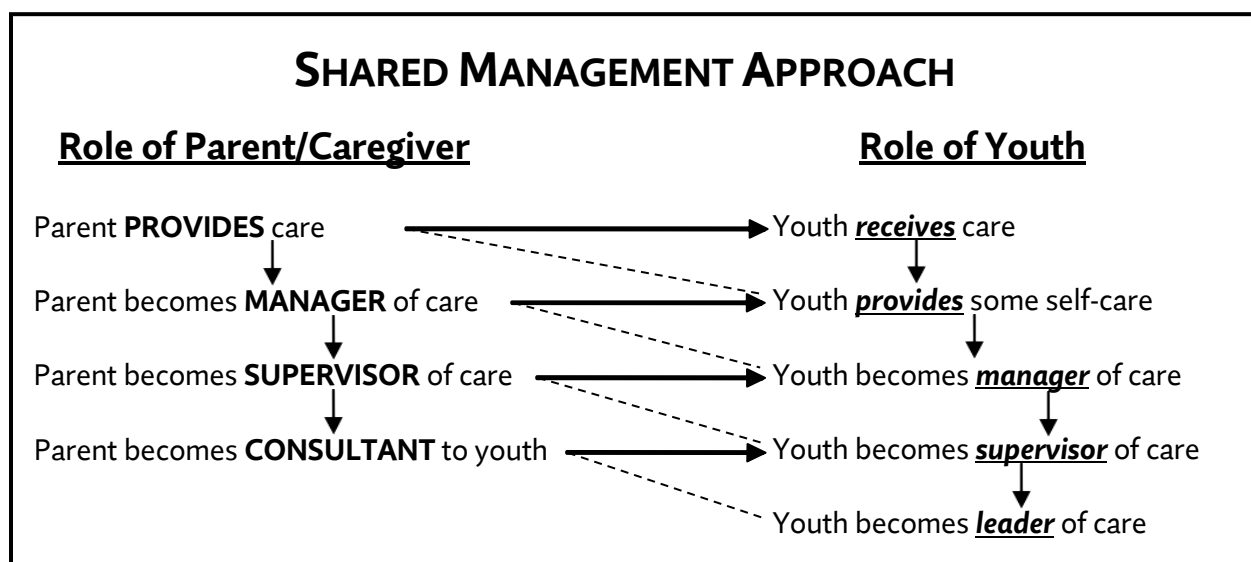 SHARED MANAGEMENT APPROACH
Role of Parent/Caregiver
Role of Youth
Parent PROVIDES care
Youth receives care
Parent becomes MANAGER of care
Youth provides some self-care
Parent becomes SUPERVISOR of care
Youth becomes manager of care
Parent becomes CONSULTANT to youth
Youth becomes supervisor of care
Youth becomes leader of care